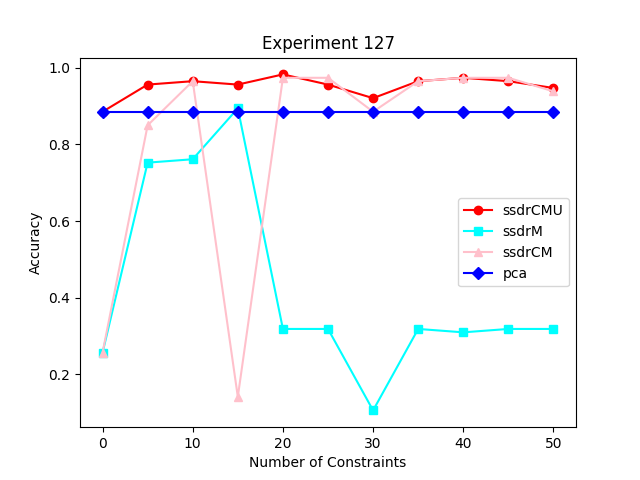 Experiment 127
1.0
0.8
0.6
0.4
0.2
Accuracy
ssdrCMU
ssdrM
ssdrCM
pca
0 10 20 30 40 50
Number of Constraints